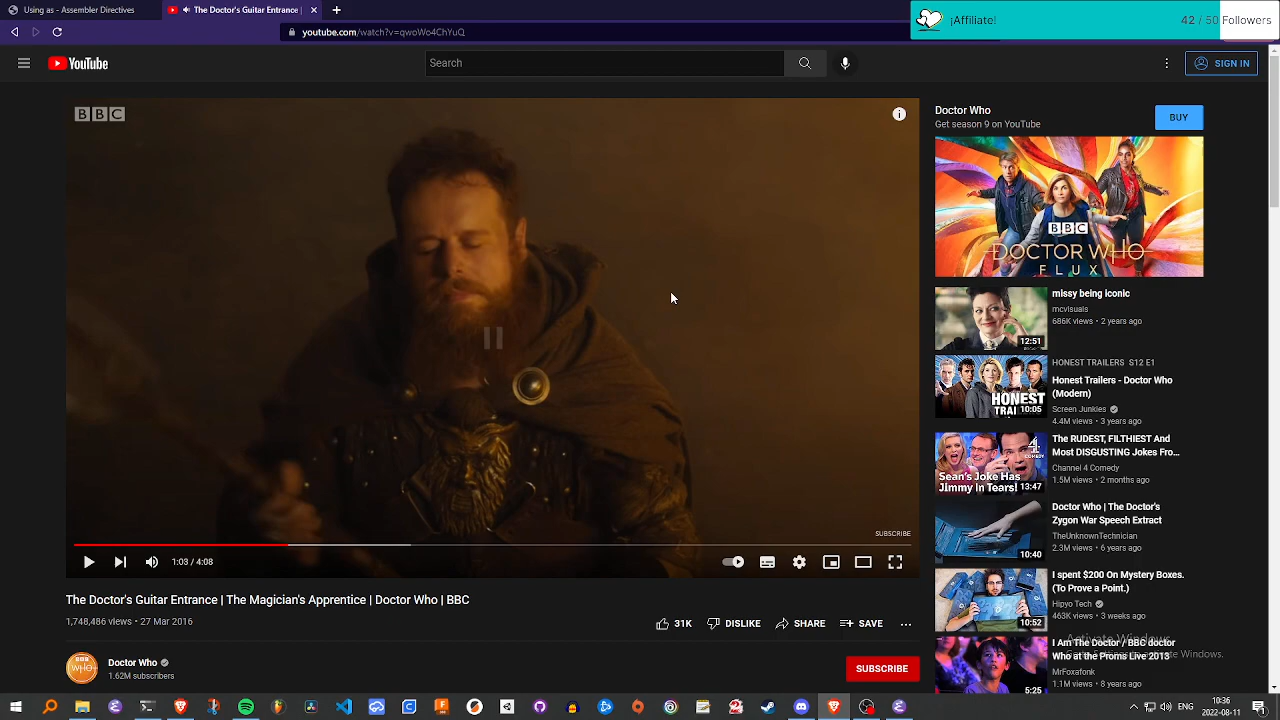 Using as - Assembler Directives
The Doctor's Guitar Entrance |
youtube.com/watch?v=qwoWo4ChYuQ
¡Affiliate!
42 / 50 Followers
YouTube
Search
SIGN IN
BBC
SUBSCRIBE
1:03 / 4:08
The Doctor's Guitar Entrance | The Magician's Apprentice | Doctor Who | BBC
1,748,486 views • 27 Mar 2016
31K
DISLIKE
SHARE
SAVE
Doctor Who
1.62M subscribers
SUBSCRIBE
Doctor Who
Get season 9 on YouTube
BUY
BBC
DOCTOR WHO
FLUX
missy being iconic
mcvisuals
686K views • 2 years ago
12:51
HONEST TRAILERS S12 E1
Honest Trailers - Doctor Who
(Modern)
Screen Junkies
4.4M views • 3 years ago
HONEST
TRAI
10:05
The RUDEST, FILTHIEST And
Most DISGUSTING Jokes Fro...
Channel 4 Comedy
1.5M views • 2 months ago
4
COMEDY
Sean's Joke Has
Jimmy In Tears!
13:47
Doctor Who | The Doctor's
Zygon War Speech Extract
TheUnknownTechnician
2.3M views • 6 years ago
10:40
I spent $200 On Mystery Boxes.
(To Prove a Point.)
Hipyo Tech
463K views • 3 weeks ago
10:52
I Am The Doctor / BBC doctor
Who at the Proms Live 2013
MrFoxafonk
1.1M views • 8 years ago
5:25
Activate Windows
ENG
10:36
2022-08-11